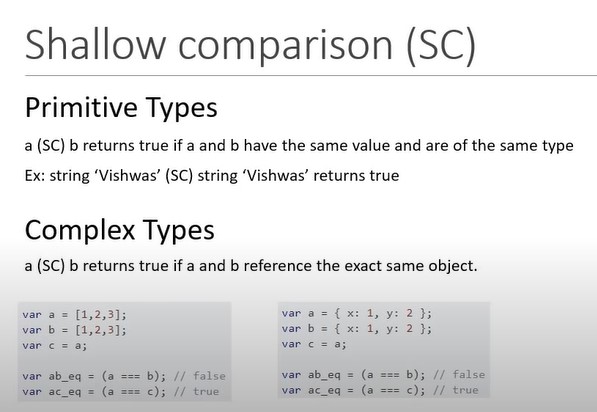 Shallow comparison (SC)
Primitive Types
a (SC) b returns true if a and b have the same value and are of the same type
Ex: string ‘Vishwas’ (SC) string ‘Vishwas’ returns true
Complex Types
a (SC) b returns true if a and b reference the exact same object.
var a = [1,2,3];
var b = [1,2,3];
var c = a;
var ab_eq = (a === b); // false
var ac_eq = (a === c); // true
var a = { x: 1, y: 2 };
var b = { x: 1, y: 2 };
var c = a;
var ab_eq = (a === b); // false
var ac_eq = (a === c); // true